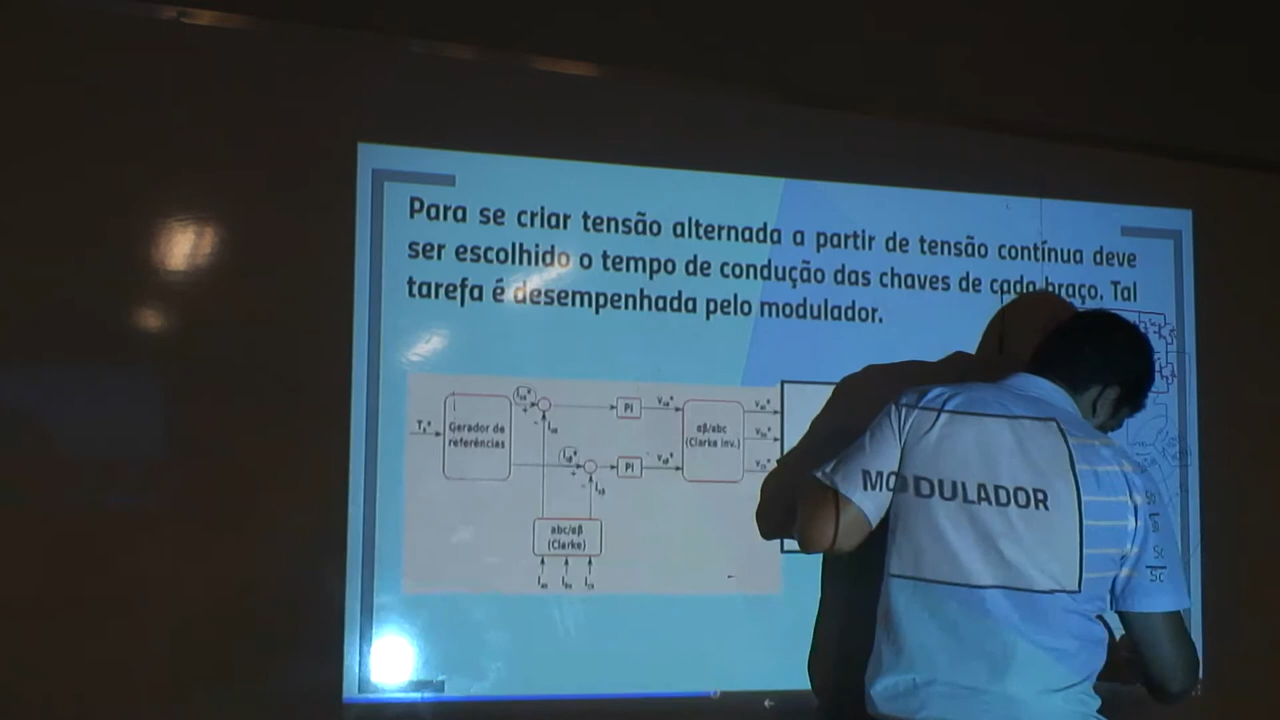 Para se criar tensão alternada a partir de tensão contínua deve
ser escolhido o tempo de condução das chaves de cada braço. Tal
tarefa é desempenhada pelo modulador.
Gerador de
referências
PI
PI
αβ/abc
(Clarke inv.)
abc/αβ
(Clarke)
MODULADOR
Sc
Sc